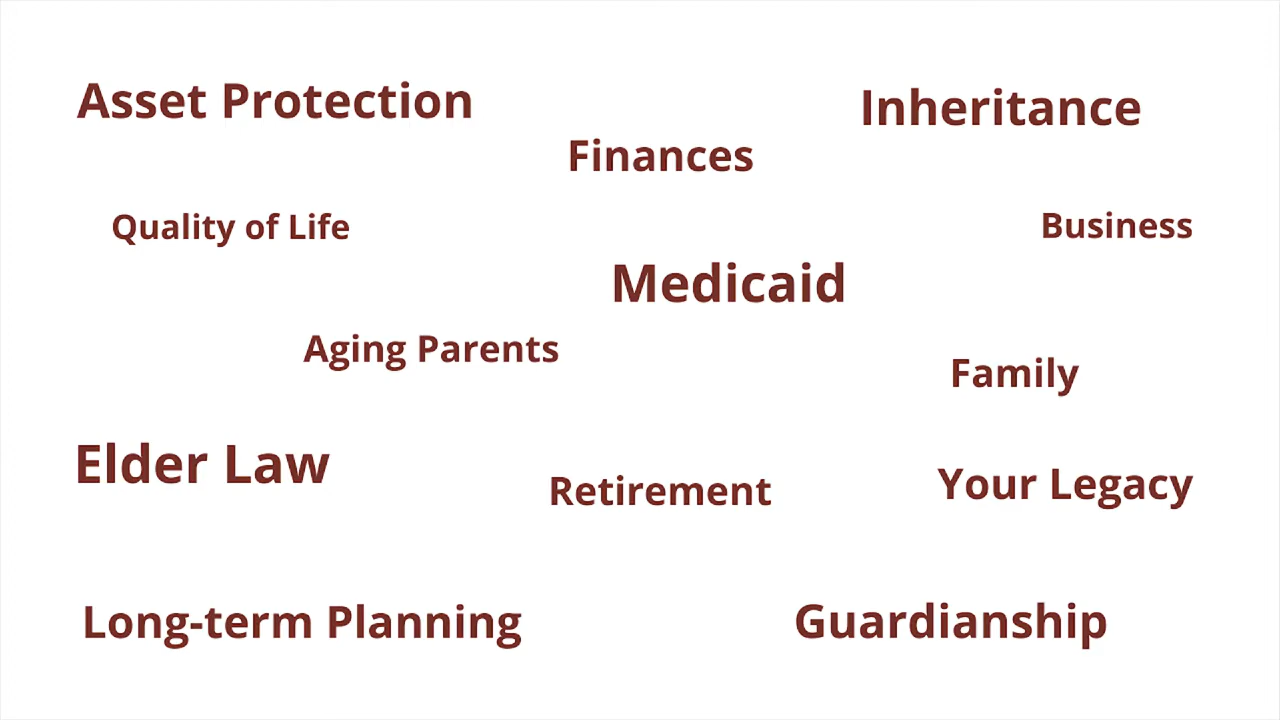 Asset Protection
Inheritance
Finances
Quality of Life
Business
Medicaid
Aging Parents
Family
Elder Law
Retirement
Your Legacy
Long-term Planning
Guardianship